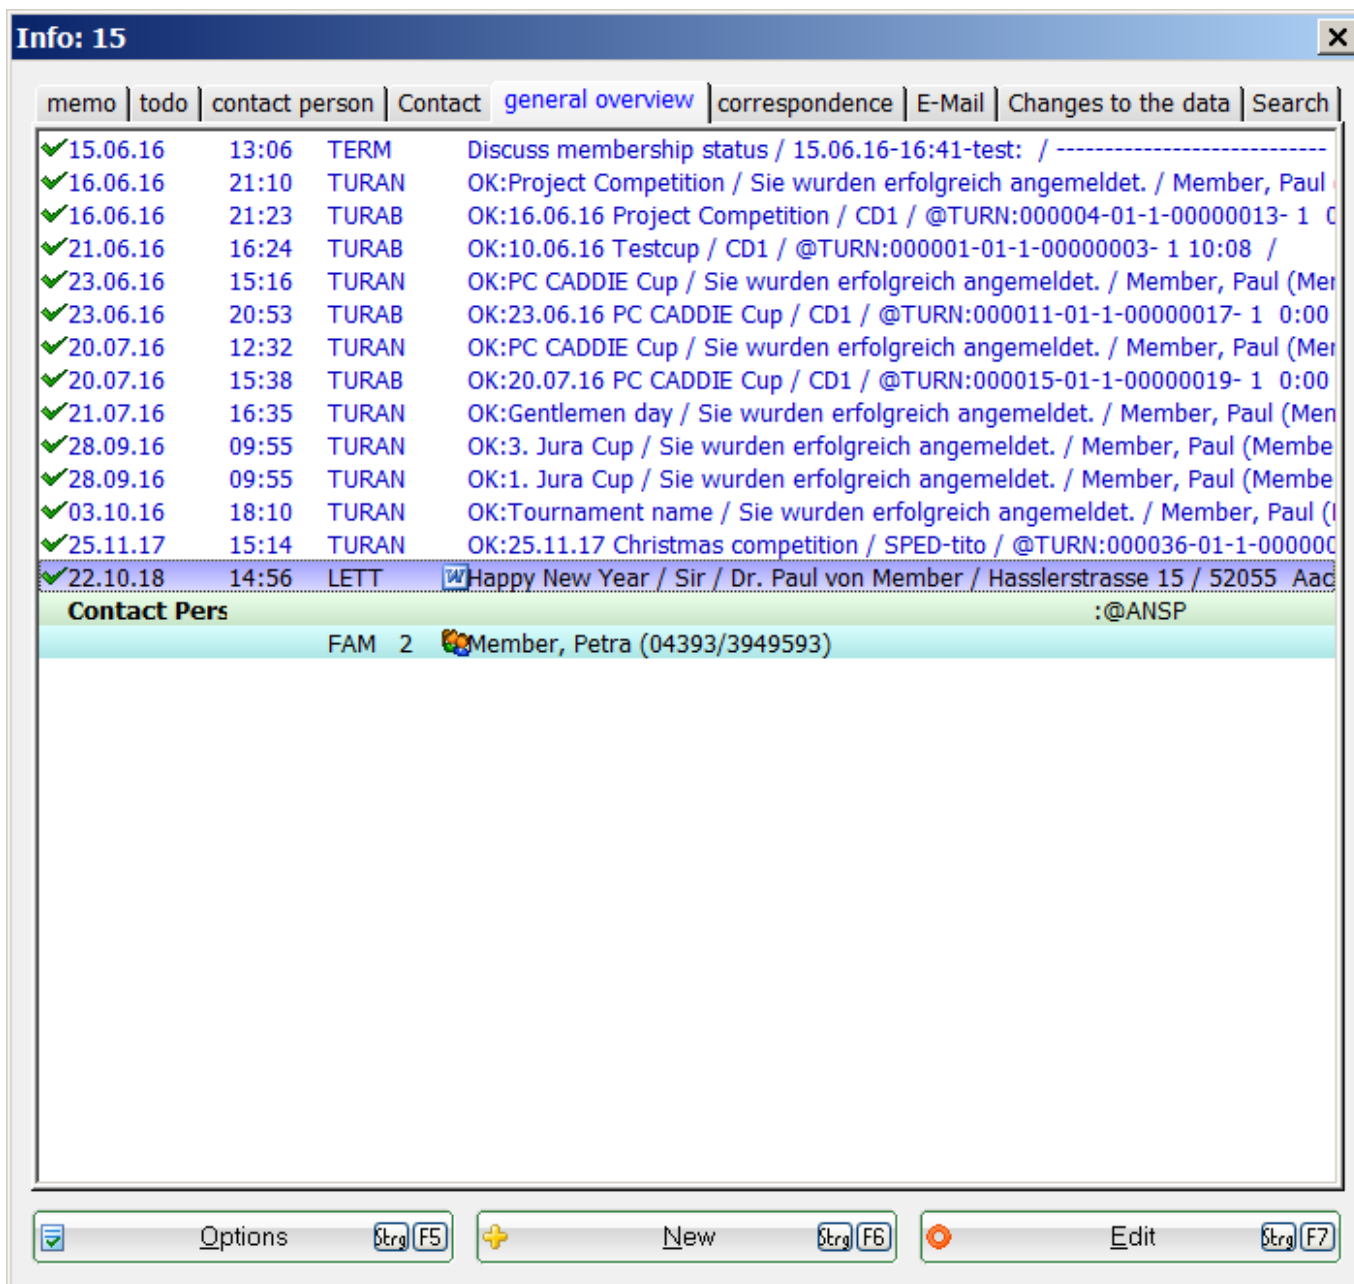 Info: 15
memo todo contact person Contact general overview correspondence E-Mail Changes to the data Search
15.06.16 13:06 TERM Discuss membership status / 15.06.16-16:41-test: / ----------------------------
16.06.16 21:10 TURAN OK:Project Competition / Sie wurden erfolgreich angemeldet. / Member, Paul
16.06.16 21:23 TURAB OK:16.06.16 Project Competition / CD1 / @TURN:000004-01-1-00000013- 1
21.06.16 16:24 TURAB OK:10.06.16 Testcup / CD1 / @TURN:000001-01-1-00000003- 1 10:08 /
23.06.16 15:16 TURAN OK:PC CADDIE Cup / Sie wurden erfolgreich angemeldet. / Member, Paul (Mer
23.06.16 20:53 TURAB OK:23.06.16 PC CADDIE Cup / CD1 / @TURN:000011-01-1-00000017- 1 0:00
20.07.16 12:32 TURAN OK:PC CADDIE Cup / Sie wurden erfolgreich angemeldet. / Member, Paul (Mer
20.07.16 15:38 TURAB OK:20.07.16 PC CADDIE Cup / CD1 / @TURN:000015-01-1-00000019- 1 0:00
21.07.16 16:35 TURAN OK:Gentlemen day / Sie wurden erfolgreich angemeldet. / Member, Paul (Men
28.09.16 09:55 TURAN OK:3. Jura Cup / Sie wurden erfolgreich angemeldet. / Member, Paul (Membe
28.09.16 09:55 TURAN OK:1. Jura Cup / Sie wurden erfolgreich angemeldet. / Member, Paul (Membe
03.10.16 18:10 TURAN OK:Tournament name / Sie wurden erfolgreich angemeldet. / Member, Paul (
25.11.17 15:14 TURAN OK:25.11.17 Christmas competition / SPED-tito / @TURN:000036-01-1-000000
22.10.18 14:56 LETT Happy New Year / Sir / Dr. Paul von Member / Hasslerstrasse 15 / 52055 Aac
Contact Pers :@ANSP
FAM 2 Member, Petra (04393/3949593)
Options Strg F5 New Strg F6 Edit Strg F7